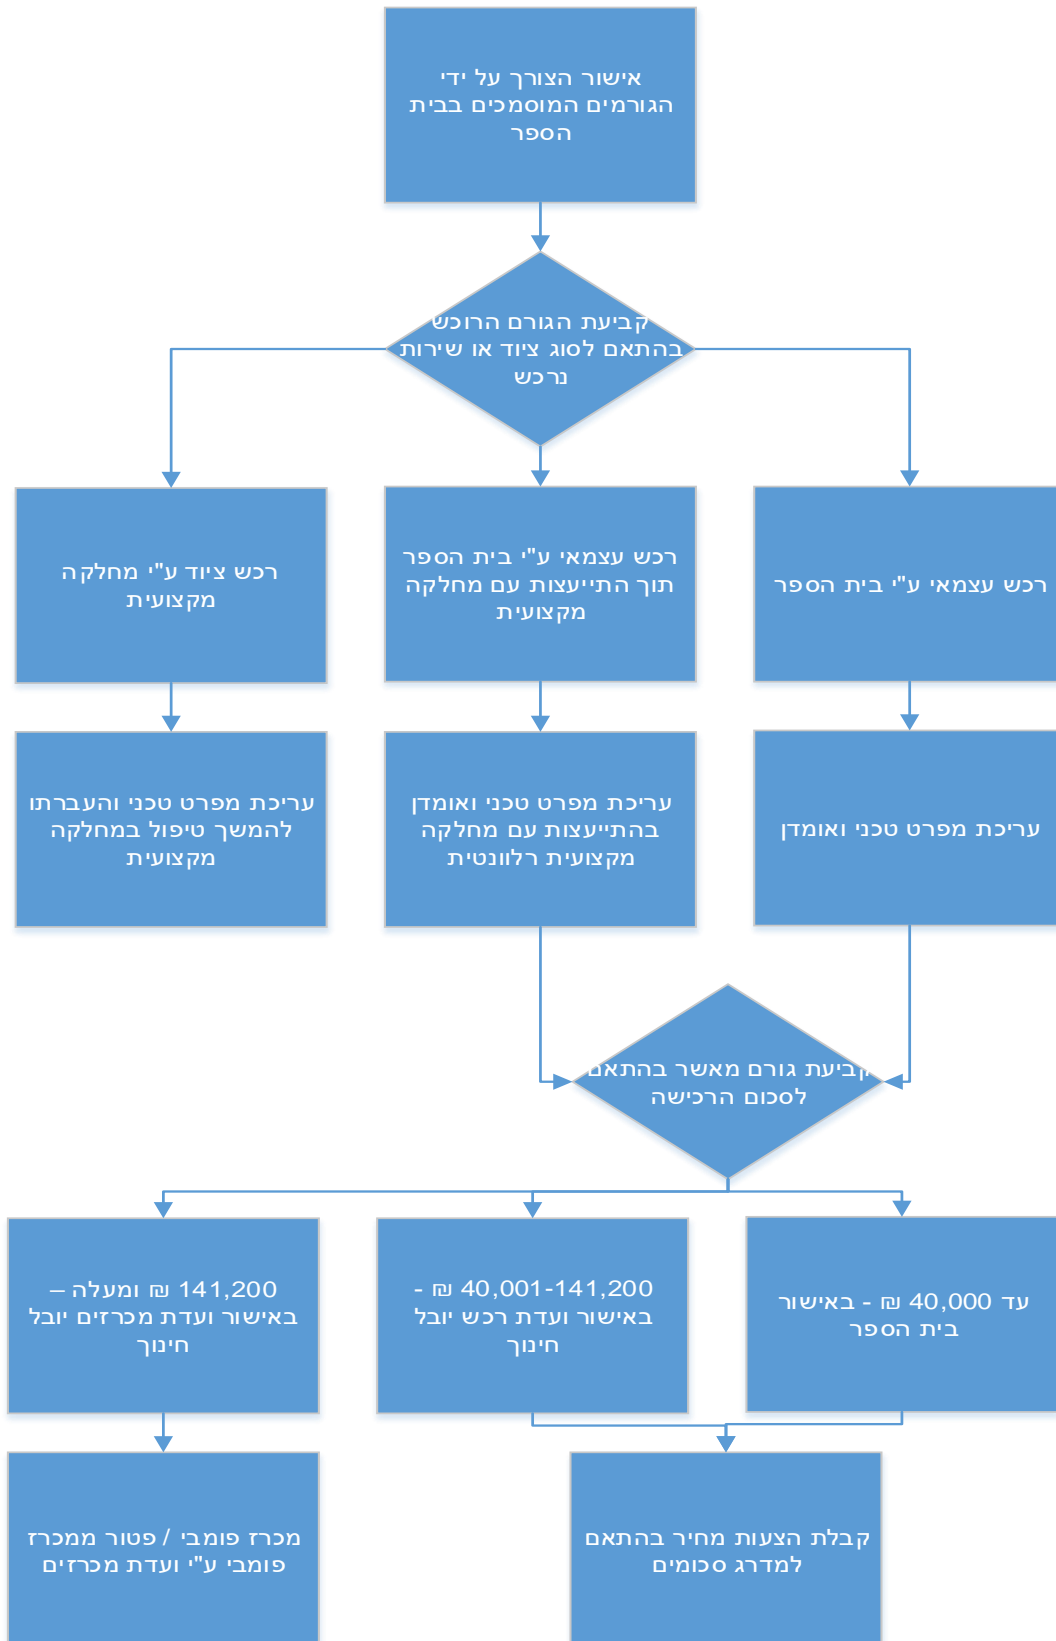 אישור הצורך על ידי
הגורמים המוסמכים בבית
הספר
קביעת הגורם הרוכש
בהתאם לסוג ציוד או שירות
נרכש
רכש עצמאי ע"י בית הספר
רכש עצמאי ע"י בית הספר
תוך התייעצות עם מחלקה
מקצועית
רכש ציוד ע"י מחלקה
מקצועית
עריכת מפרט טכני ואומדן
עריכת מפרט טכני ואומדן
בהתייעצות עם מחלקה
מקצועית רלוונטית
עריכת מפרט טכני והעברתו
להמשך טיפול במחלקה
מקצועית
קביעת גורם מאשר בהתאם
לסכום הרכישה
עד 40,000 ₪ - באישור
בית הספר
40,001-141,200 ₪ -
באישור ועדת רכש יובל
חינוך
141,200 ₪ ומעלה –
באישור ועדת מכרזים יובל
חינוך
קבלת הצעות מחיר בהתאם
למדרג סכומים
מכרז פומבי / פטור ממכרז
פומבי ע"י ועדת מכרזים